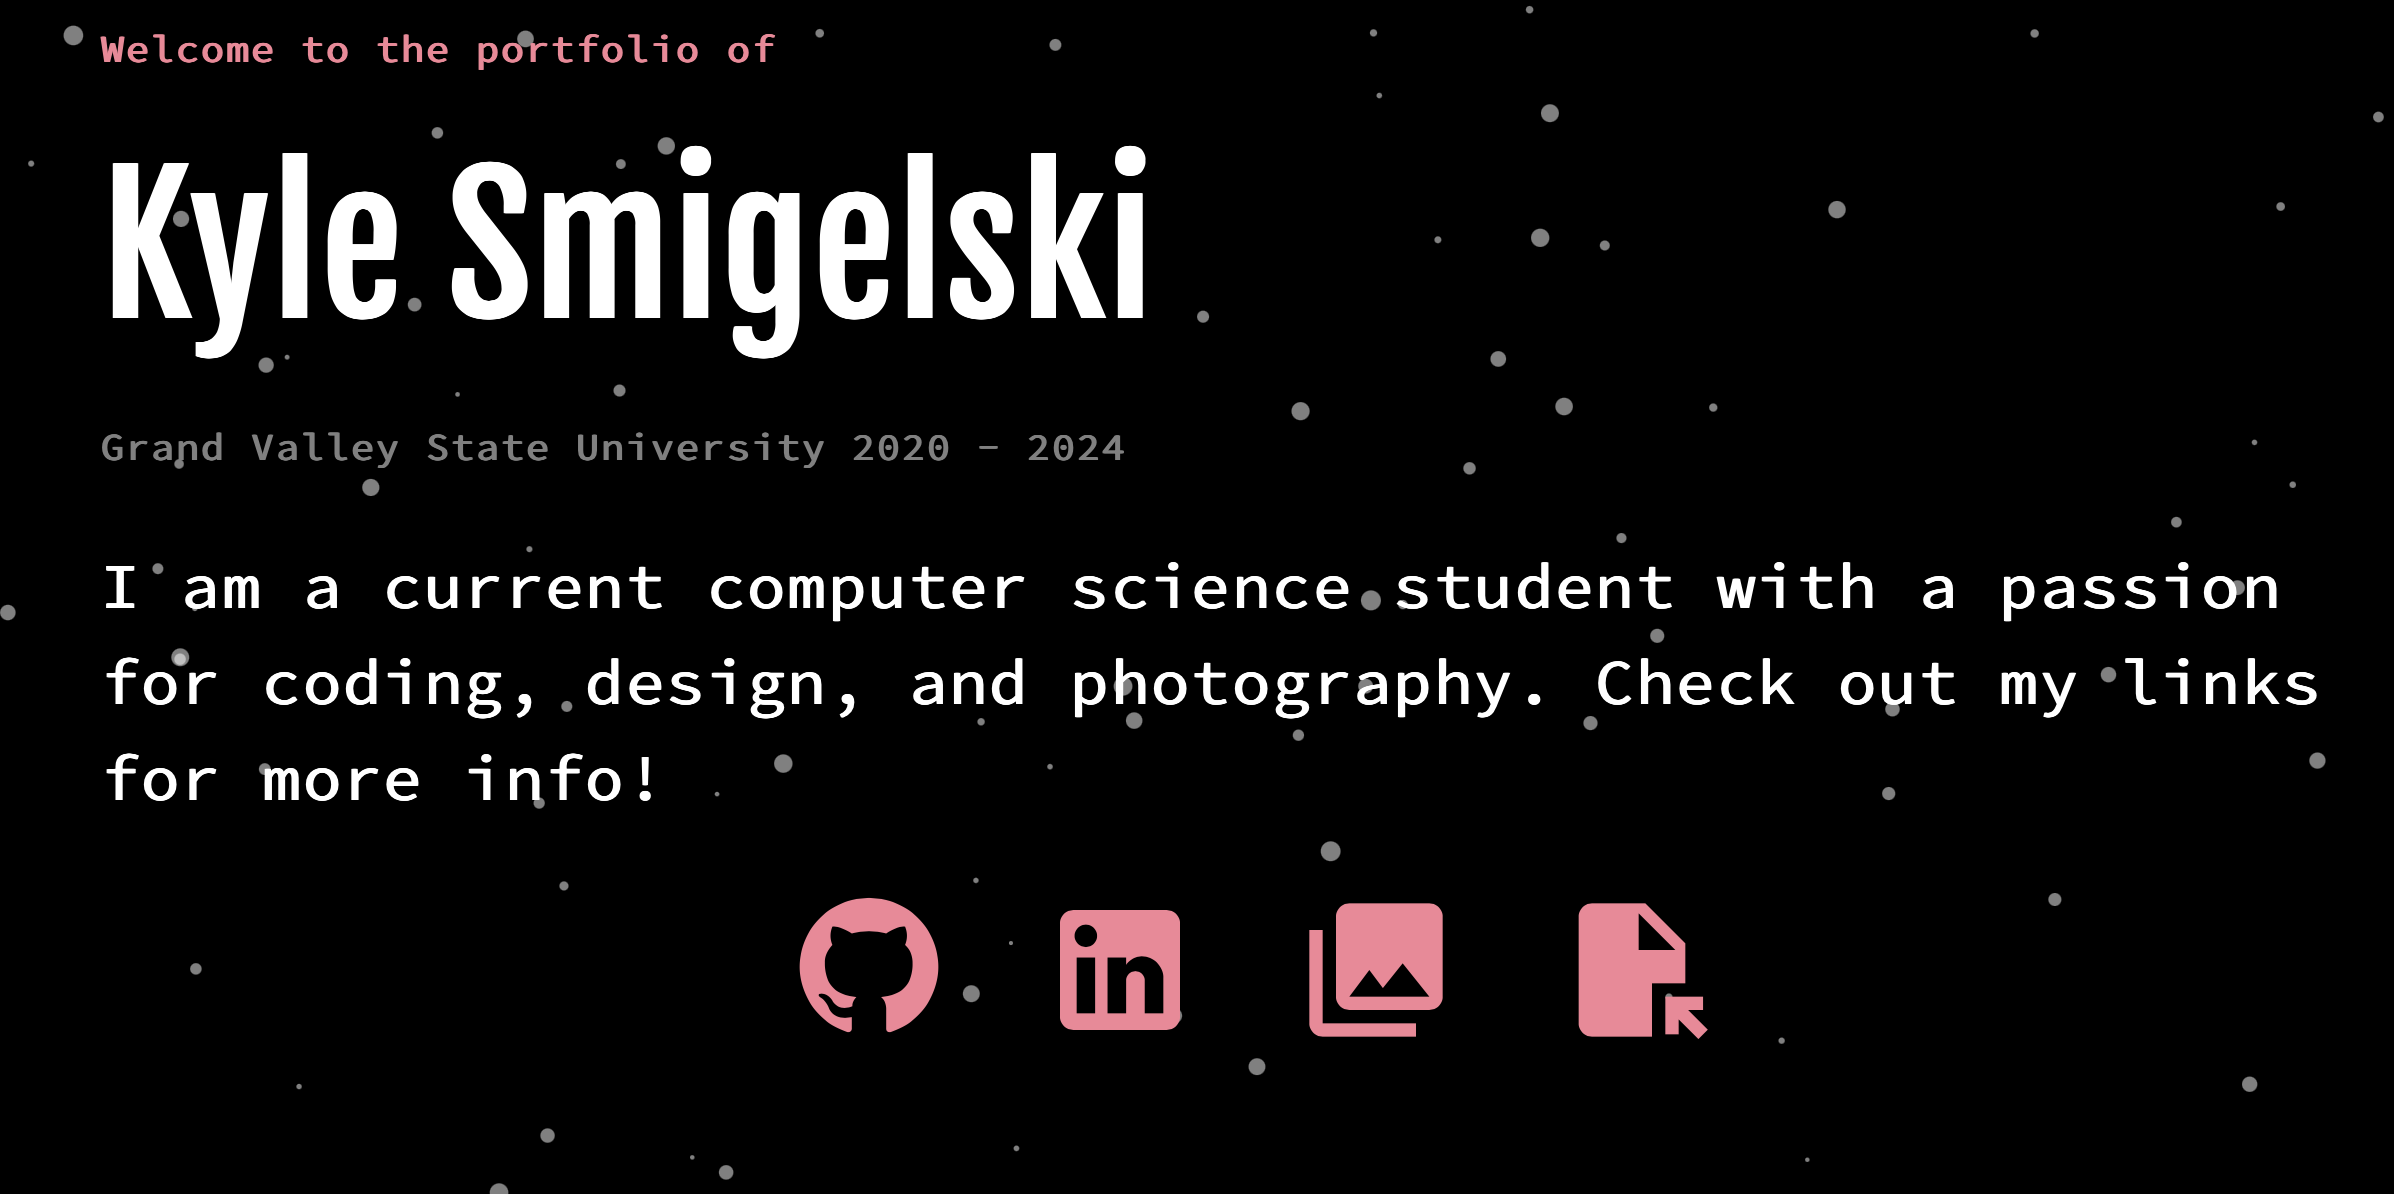 Welcome to the portfolio of
Kyle Smigelski
Grand Valley State University 2020 - 2024
I am a current computer science student with a passion
for coding, design, and photography. Check out my links
for more info!
in